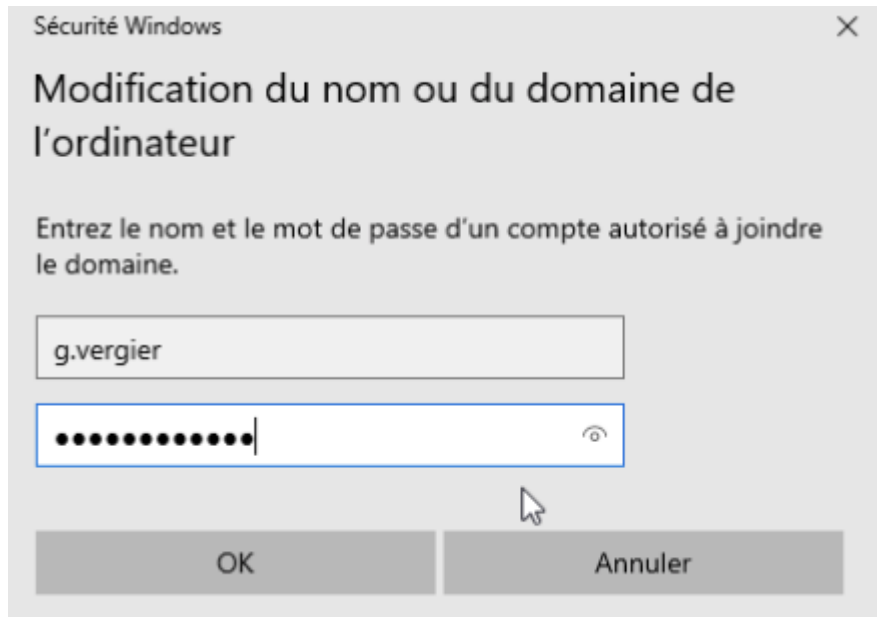 Sécurité Windows
Modification du nom ou du domaine de
l’ordinateur
Entrez le nom et le mot de passe d’un compte autorisé à joindre
le domaine.
g.vergier
●●●●●●●●●●●●
OK
Annuler